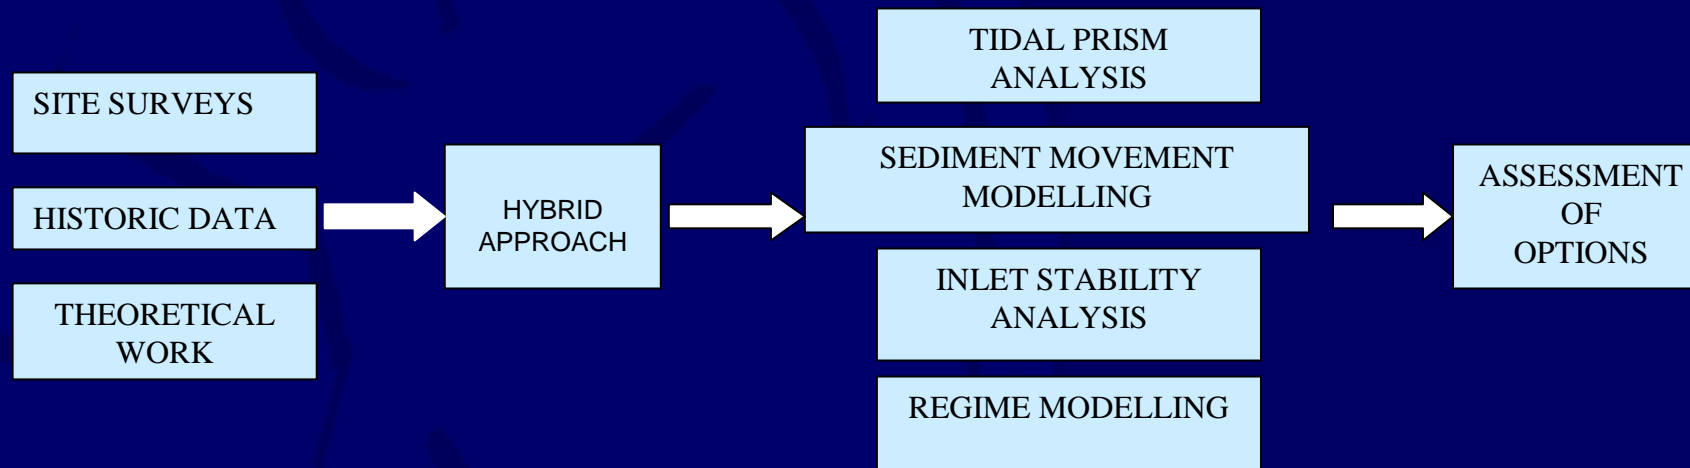 SITE SURVEYS
HISTORIC DATA
THEORETICAL
WORK
HYBRID
APPROACH
TIDAL PRISM
ANALYSIS
SEDIMENT MOVEMENT
MODELLING
INLET STABILITY
ANALYSIS
REGIME MODELLING
ASSESSMENT
OF
OPTIONS